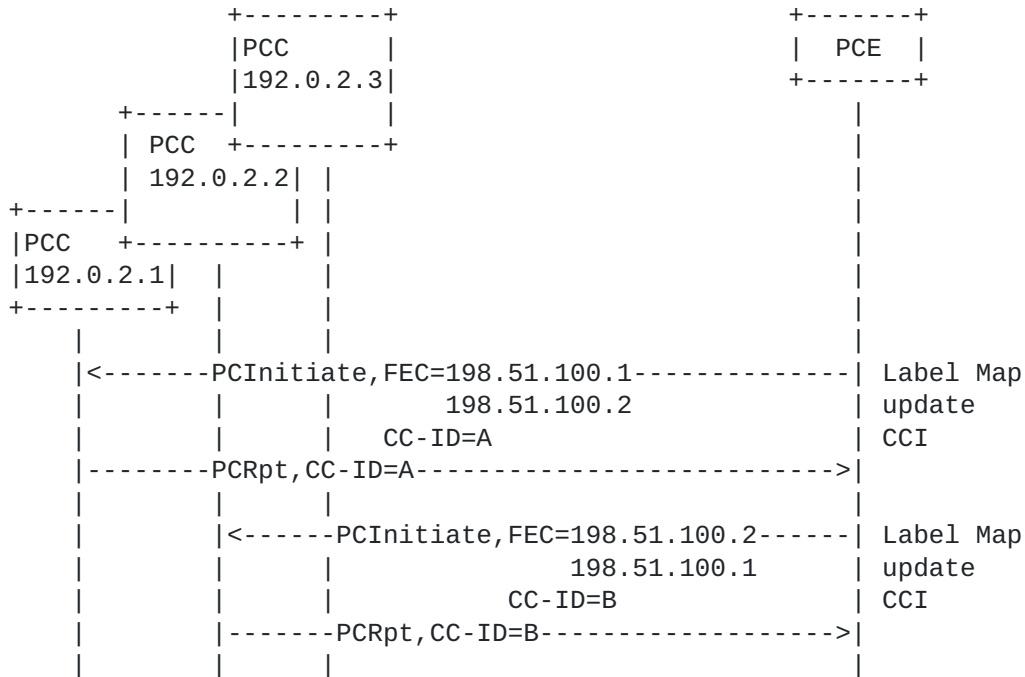 +---------+                         +-------+
              |PCC      |                         |  PCE  |
              |192.0.2.3|                         +-------+
       +------|         |                             |
       | PCC  +---------+                             |
       | 192.0.2.2| |                                 |
+------|          | |                                 |
|PCC   +----------+ |                                 |
|192.0.2.1|  |      |                                 |
+---------+  |      |                                 |
    |        |      |                                 |
    |<-------PCInitiate,FEC=198.51.100.1--------------| Label Map
    |        |      |       198.51.100.2              | update
    |        |      |   CC-ID=A                       | CCI
    |--------PCRpt,CC-ID=A--------------------------->|
    |        |      |                                 |
    |        |<------PCInitiate,FEC=198.51.100.2------| Label Map
    |        |      |               198.51.100.1      | update
    |        |      |           CC-ID=B               | CCI
    |        |-------PCRpt,CC-ID=B------------------->|
    |        |      |                                 |